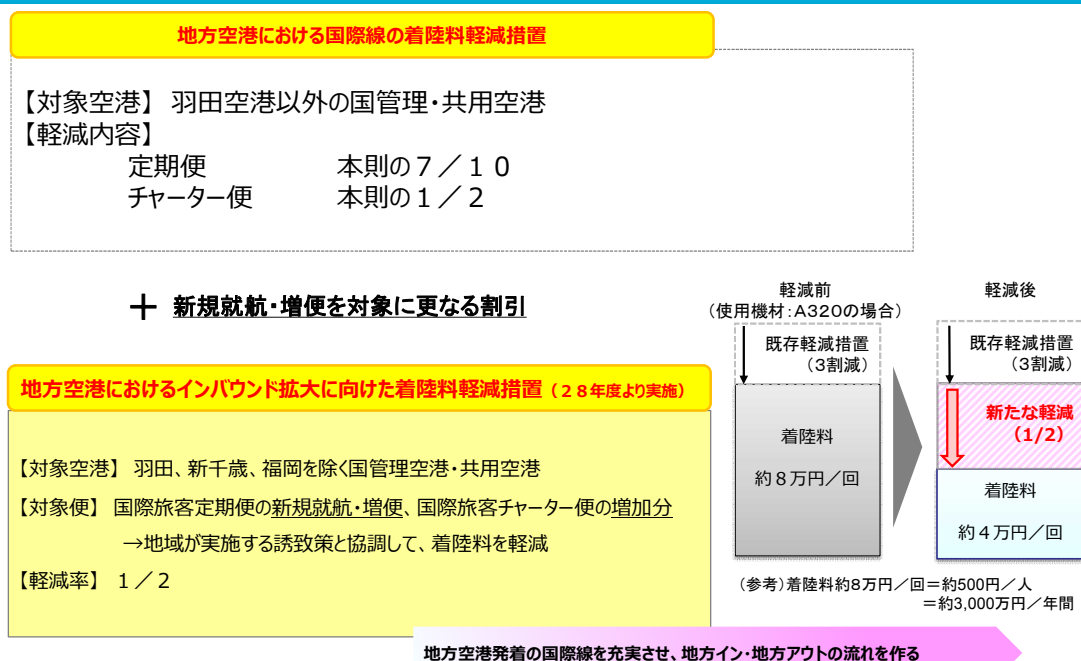 地方空港における国際線の着陸料軽減措置
【対象空港】 羽田空港以外の国管理・共用空港
【軽減内容】
定期便 本則の7/10
チャーター便 本則の1/2
+ 新規就航・増便を対象に更なる割引
地方空港におけるインバウンド拡大に向けた着陸料軽減措置(28年度より実施)
【対象空港】 羽田、新千歳、福岡を除く国管理空港・共用空港
【対象便】 国際旅客定期便の新規就航・増便、国際旅客チャーター便の増加分
→地域が実施する誘致策と協調して、着陸料を軽減
【軽減率】 1/2
軽減前
(使用機材:A320の場合)
既存軽減措置
(3割減)
着陸料
約8万円/回
軽減後
既存軽減措置
(3割減)
新たな軽減
(1/2)
着陸料
約4万円/回
(参考)着陸料約8万円/回=約500円/人
=約3,000万円/年間
地方空港発着の国際線を充実させ、地方イン・地方アウトの流れを作る